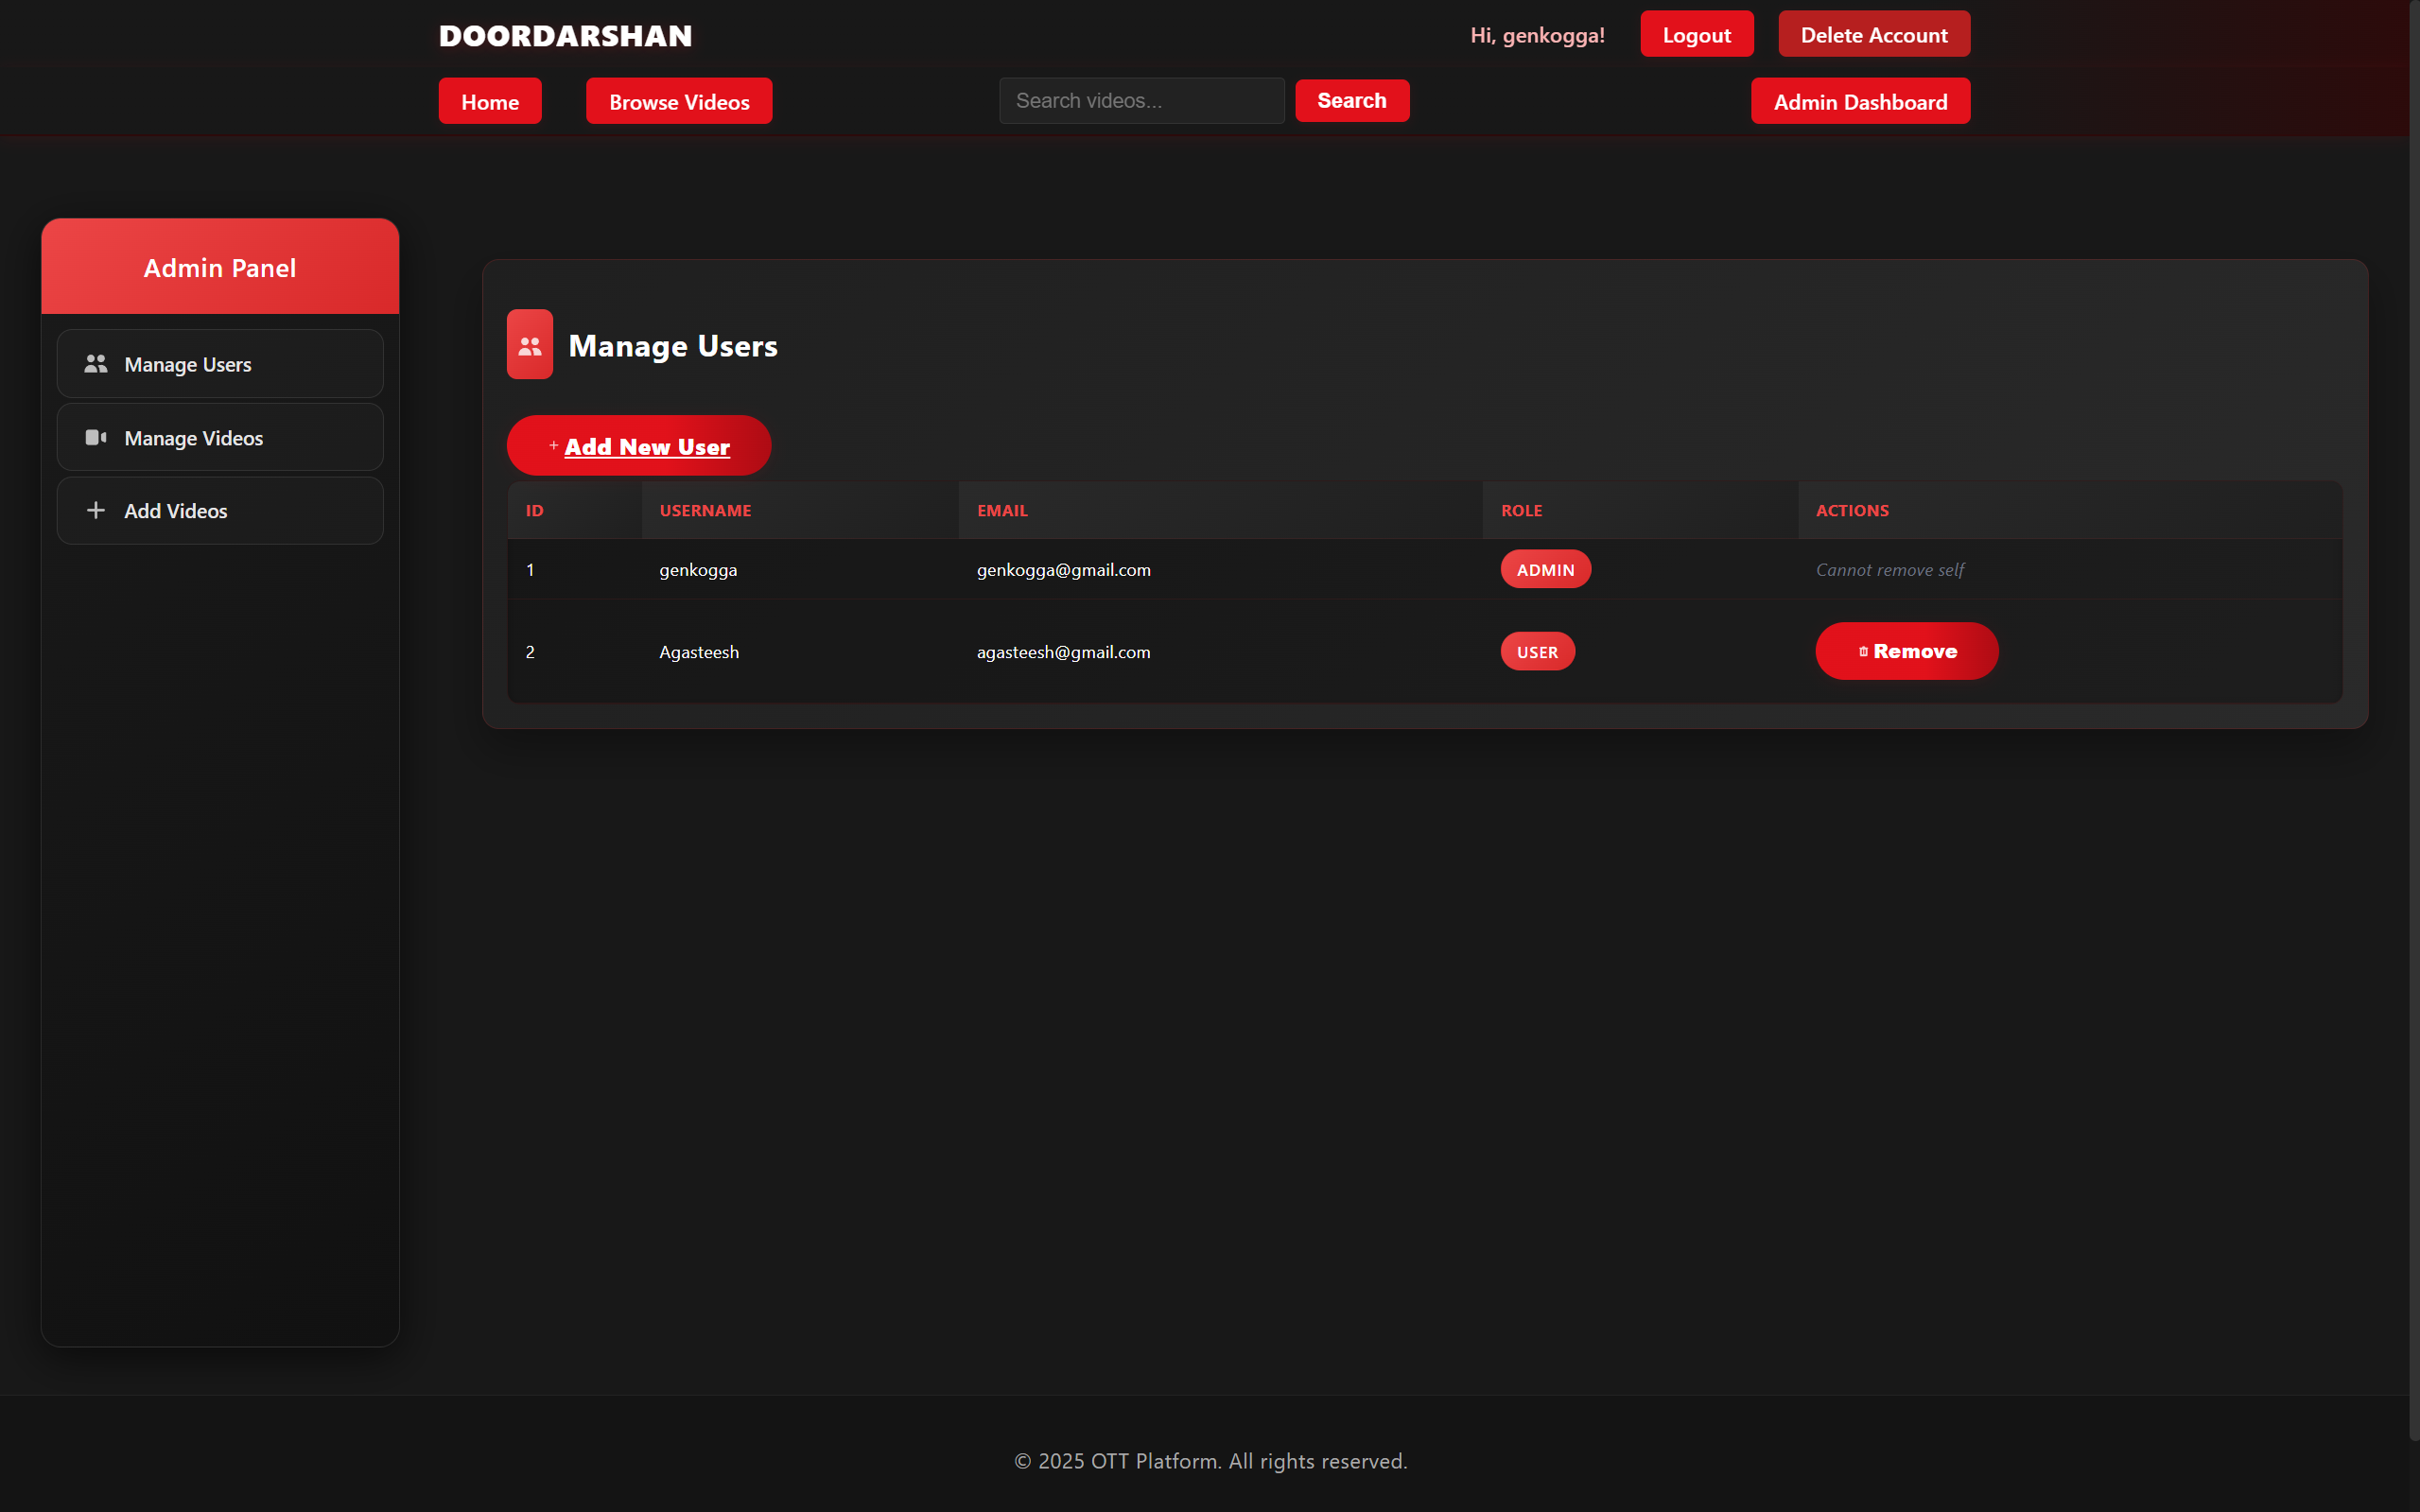 DOORDARSHAN
Hi, genkogga!
Logout
Delete Account
Home
Browse Videos
Search videos...
Search
Admin Dashboard
Admin Panel
Manage Users
Manage Videos
Add Videos
Manage Users
+ Add New User
ID USERNAME EMAIL ROLE ACTIONS
1 genkogga genkogga@gmail.com ADMIN Cannot remove self
2 Agasteesh agasteesh@gmail.com USER Remove
© 2025 OTT Platform. All rights reserved.